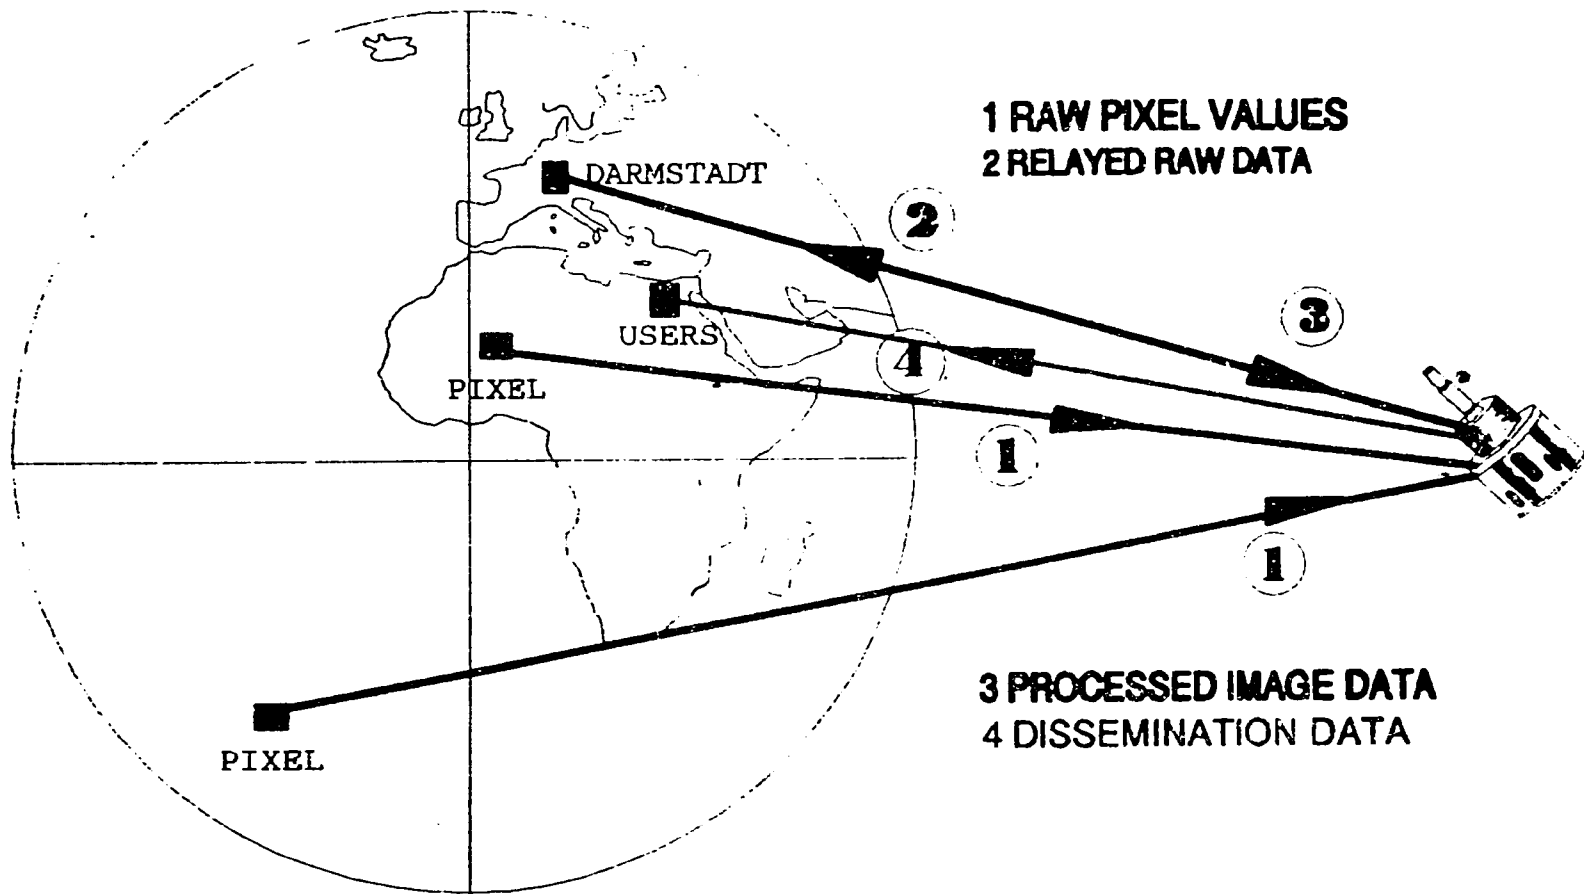 1 RAW PIXEL VALUES
2 RELAYED RAW DATA
DARMSTADT
2
3
USERS
4
PIXEL
1
1
3 PROCESSED IMAGE DATA
4 DISSEMINATION DATA
PIXEL